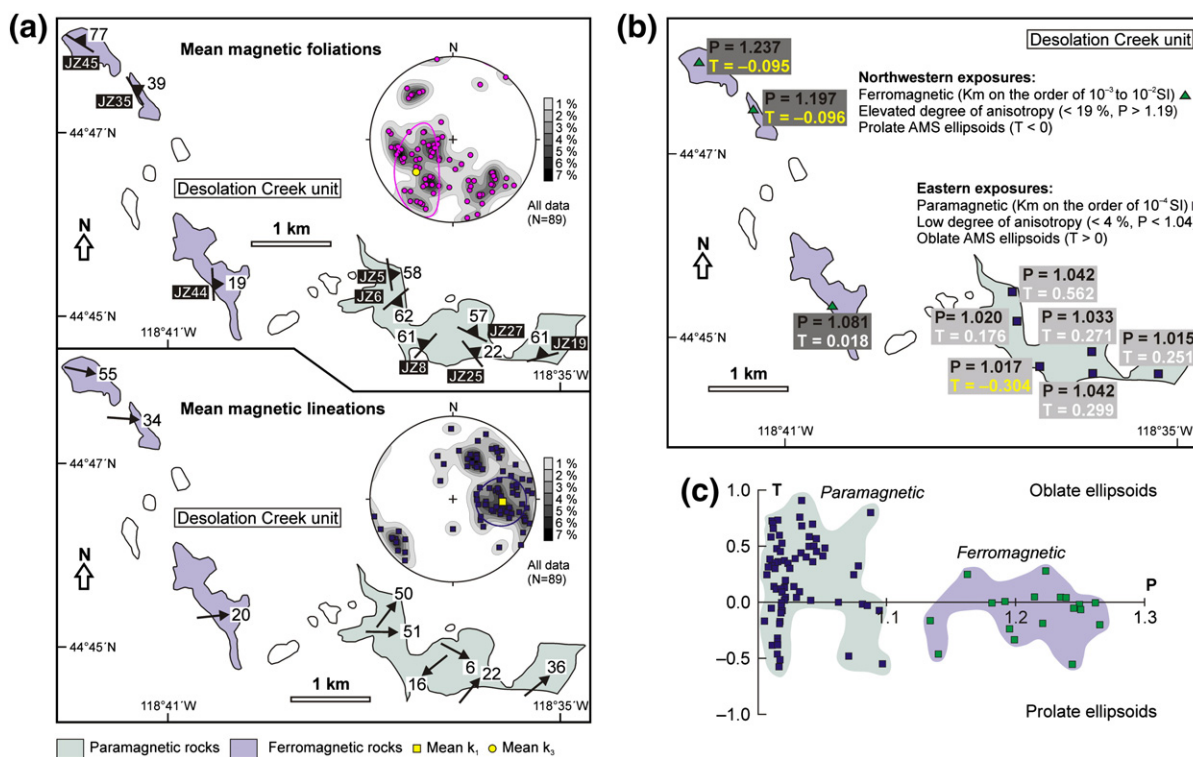 (a)
Mean magnetic foliations
77
JZ45
39
JZ35
44°47´N
Desolation Creek unit
N
1 km
N
1 %
2 %
3 %
4 %
5 %
6 %
7 %
All data
(N=89)
JZ44
19
JZ5
58
JZ6
62
57
JZ27
61
JZ8
22
JZ25
61
JZ19
44°45´N
118°41´W
118°35´W
Mean magnetic lineations
55
34
44°47´N
Desolation Creek unit
N
N
1 %
2 %
3 %
4 %
5 %
6 %
7 %
All data
(N=89)
20
50
51
6
16
22
36
44°45´N
1 km
118°41´W
118°35´W
Paramagnetic rocks
Ferromagnetic rocks
Mean k1
Mean k3
(b)
Desolation Creek unit
P = 1.237
T = –0.095
P = 1.197
T = –0.096
Northwestern exposures:
Ferromagnetic (Km on the order of 10–3 to 10–2SI)
Elevated degree of anisotropy (< 19 %, P > 1.19)
Prolate AMS ellipsoids (T < 0)
44°47´N
Eastern exposures:
Paramagnetic (Km on the order of 10–4 SI)
Low degree of anisotropy (< 4 %, P < 1.04
Oblate AMS ellipsoids (T > 0)
N
P = 1.042
T = 0.562
P = 1.020
T = 0.176
P = 1.033
T = 0.271
P = 1.015
T = 0.251
P = 1.081
T = 0.018
P = 1.017
T = –0.304
P = 1.042
T = 0.299
44°45´N
1 km
118°41´W
118°35´W
(c)
T
1.0
0.5
0.0
–0.5
–1.0
Paramagnetic
Oblate ellipsoids
Ferromagnetic
P
1.1
1.2
1.3
Prolate ellipsoids